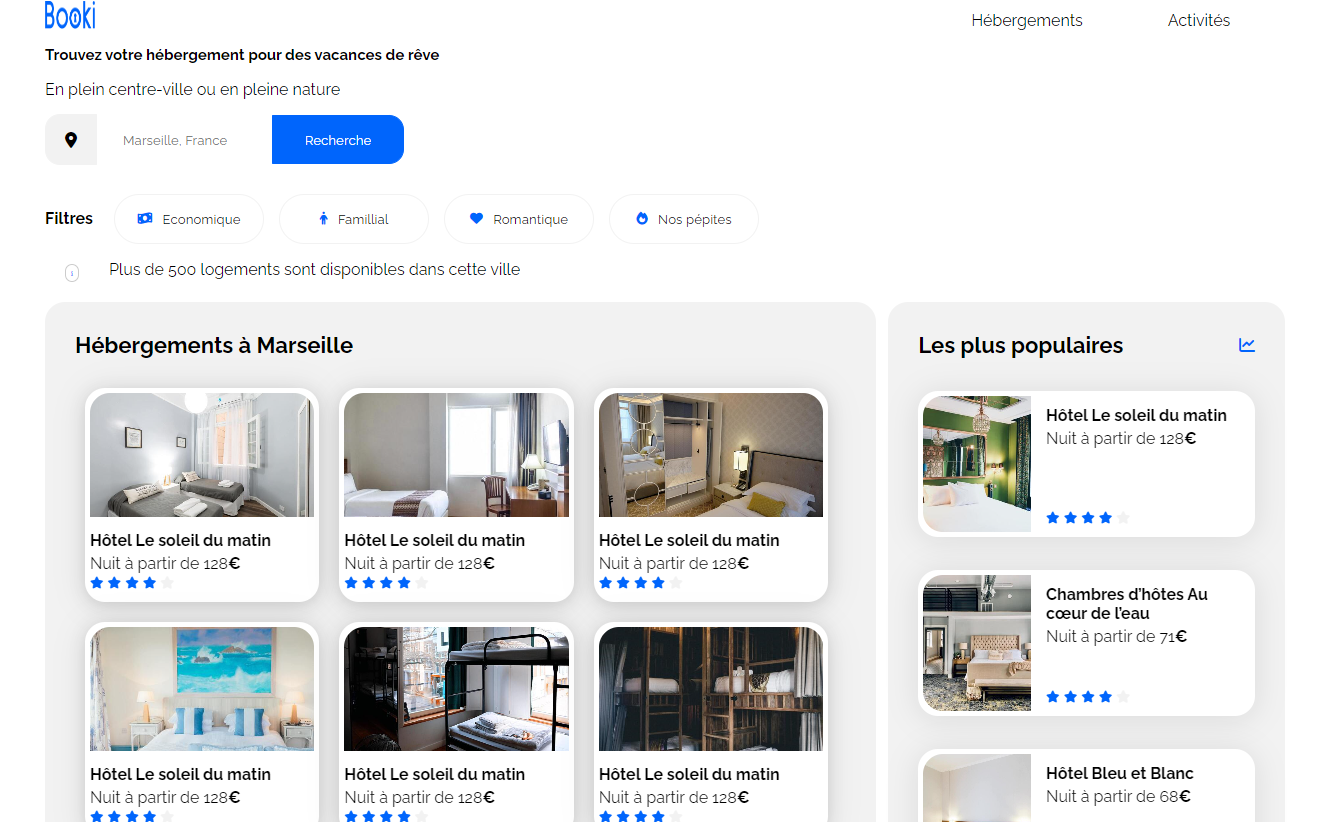 Booki
Hébergements
Activités
Trouvez votre hébergement pour des vacances de rêve
En plein centre-ville ou en pleine nature
Marseille, France
Recherche
Filtres
Economique
Famillial
Romantique
Nos pépites
Plus de 500 logements sont disponibles dans cette ville
Hébergements à Marseille
Hôtel Le soleil du matin
Nuit à partir de 128€
Hôtel Le soleil du matin
Nuit à partir de 128€
Hôtel Le soleil du matin
Nuit à partir de 128€
Hôtel Le soleil du matin
Nuit à partir de 128€
Hôtel Le soleil du matin
Nuit à partir de 128€
Hôtel Le soleil du matin
Nuit à partir de 128€
Les plus populaires
Hôtel Le soleil du matin
Nuit à partir de 128€
Chambres d’hôtes Au
cœur de l’eau
Nuit à partir de 71€
Hôtel Bleu et Blanc
Nuit à partir de 68€